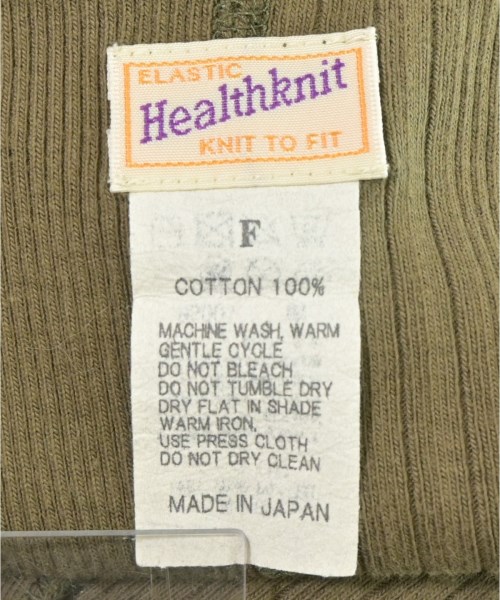 ELASTIC
Healthknit
KNIT TO FIT
F
COTTON 100%
MACHINE WASH, WARM
GENTLE CYCLE
DO NOT BLEACH
DO NOT TUMBLE DRY
DRY FLAT IN SHADE
WARM IRON,
USE PRESS CLOTH
DO NOT DRY CLEAN
MADE IN JAPAN